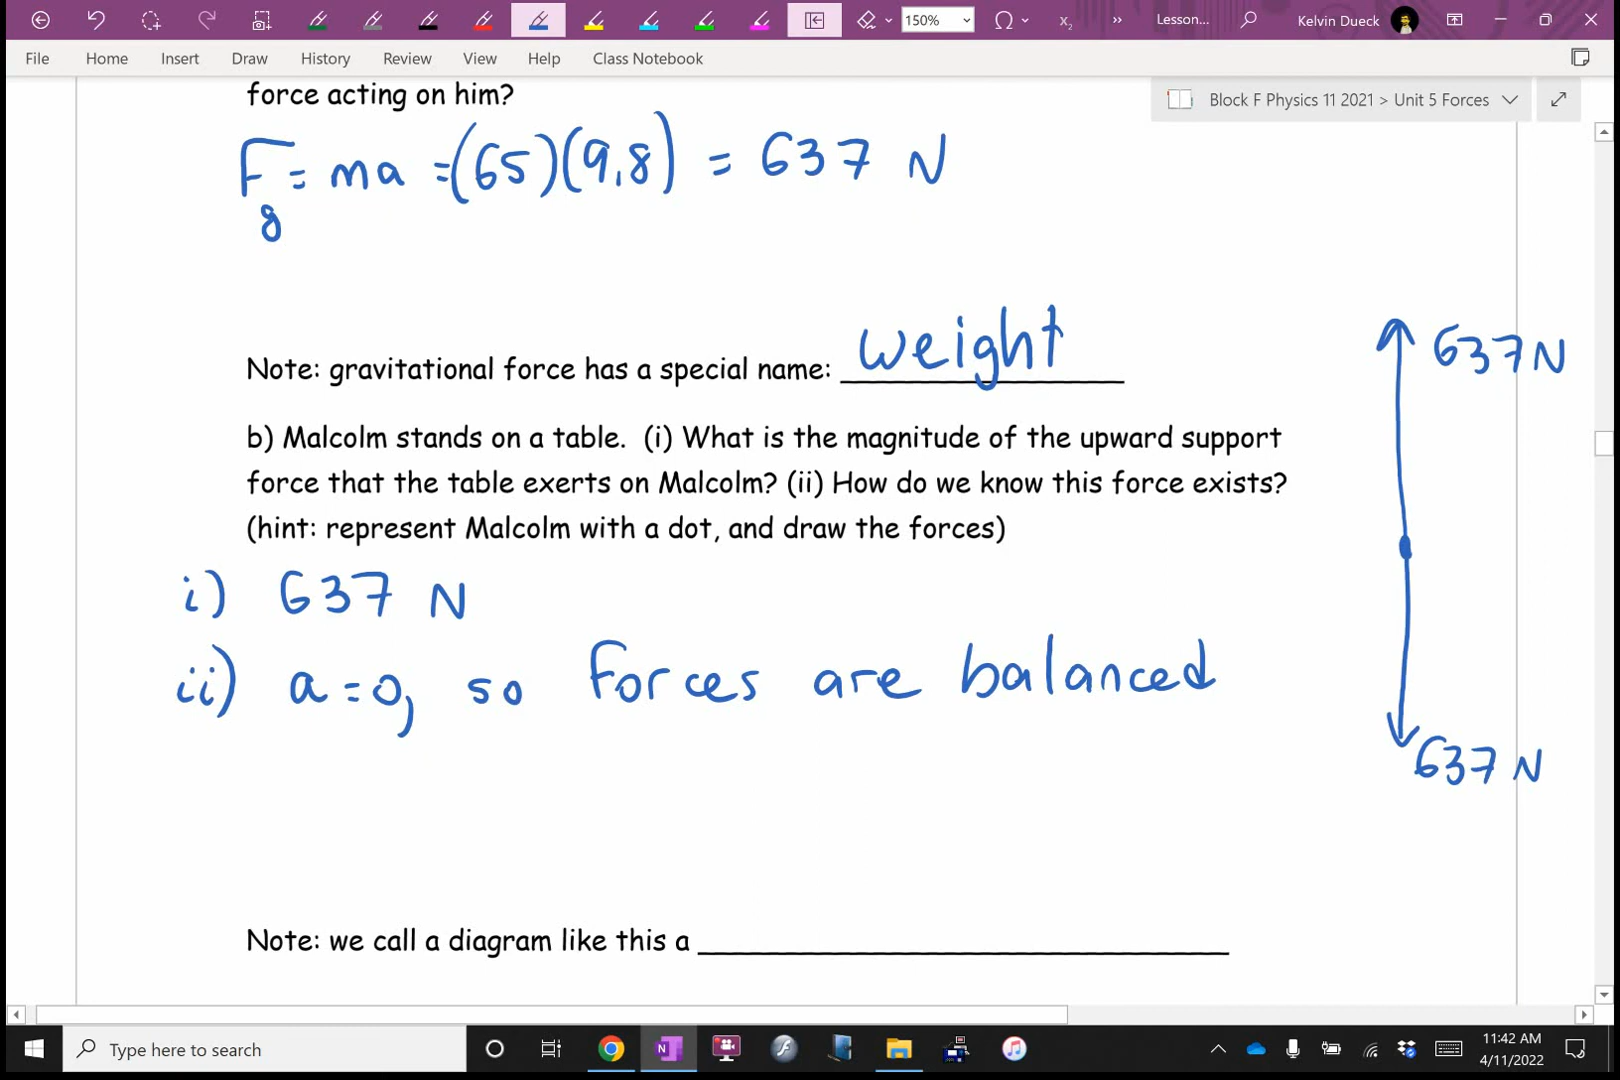 150%
Ω
x₂
»
Lesson...
Kelvin Dueck
File Home Insert Draw History Review View Help Class Notebook
Block F Physics 11 2021 > Unit 5 Forces
force acting on him?
Fg = ma = (65)(9.8) = 637 N
Note: gravitational force has a special name: weight
637 N
b) Malcolm stands on a table. (i) What is the magnitude of the upward support
force that the table exerts on Malcolm? (ii) How do we know this force exists?
(hint: represent Malcolm with a dot, and draw the forces)
i) 637 N
ii) a = 0, so forces are balanced
637 N
Note: we call a diagram like this a ____________________
Type here to search
11:42 AM
4/11/2022